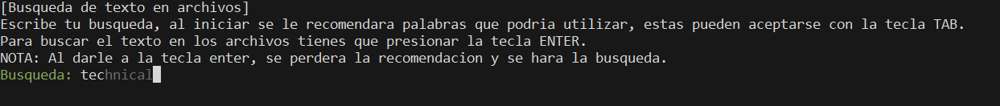 [Busqueda de texto en archivos]
Escribe tu busqueda, al iniciar se le recomendara palabras que podria utilizar, estas pueden aceptarse con la tecla TAB.
Para buscar el texto en los archivos tienes que presionar la tecla ENTER.
NOTA: Al darle a la tecla enter, se perdera la recomendacion y se hara la busqueda.
Busqueda: technical